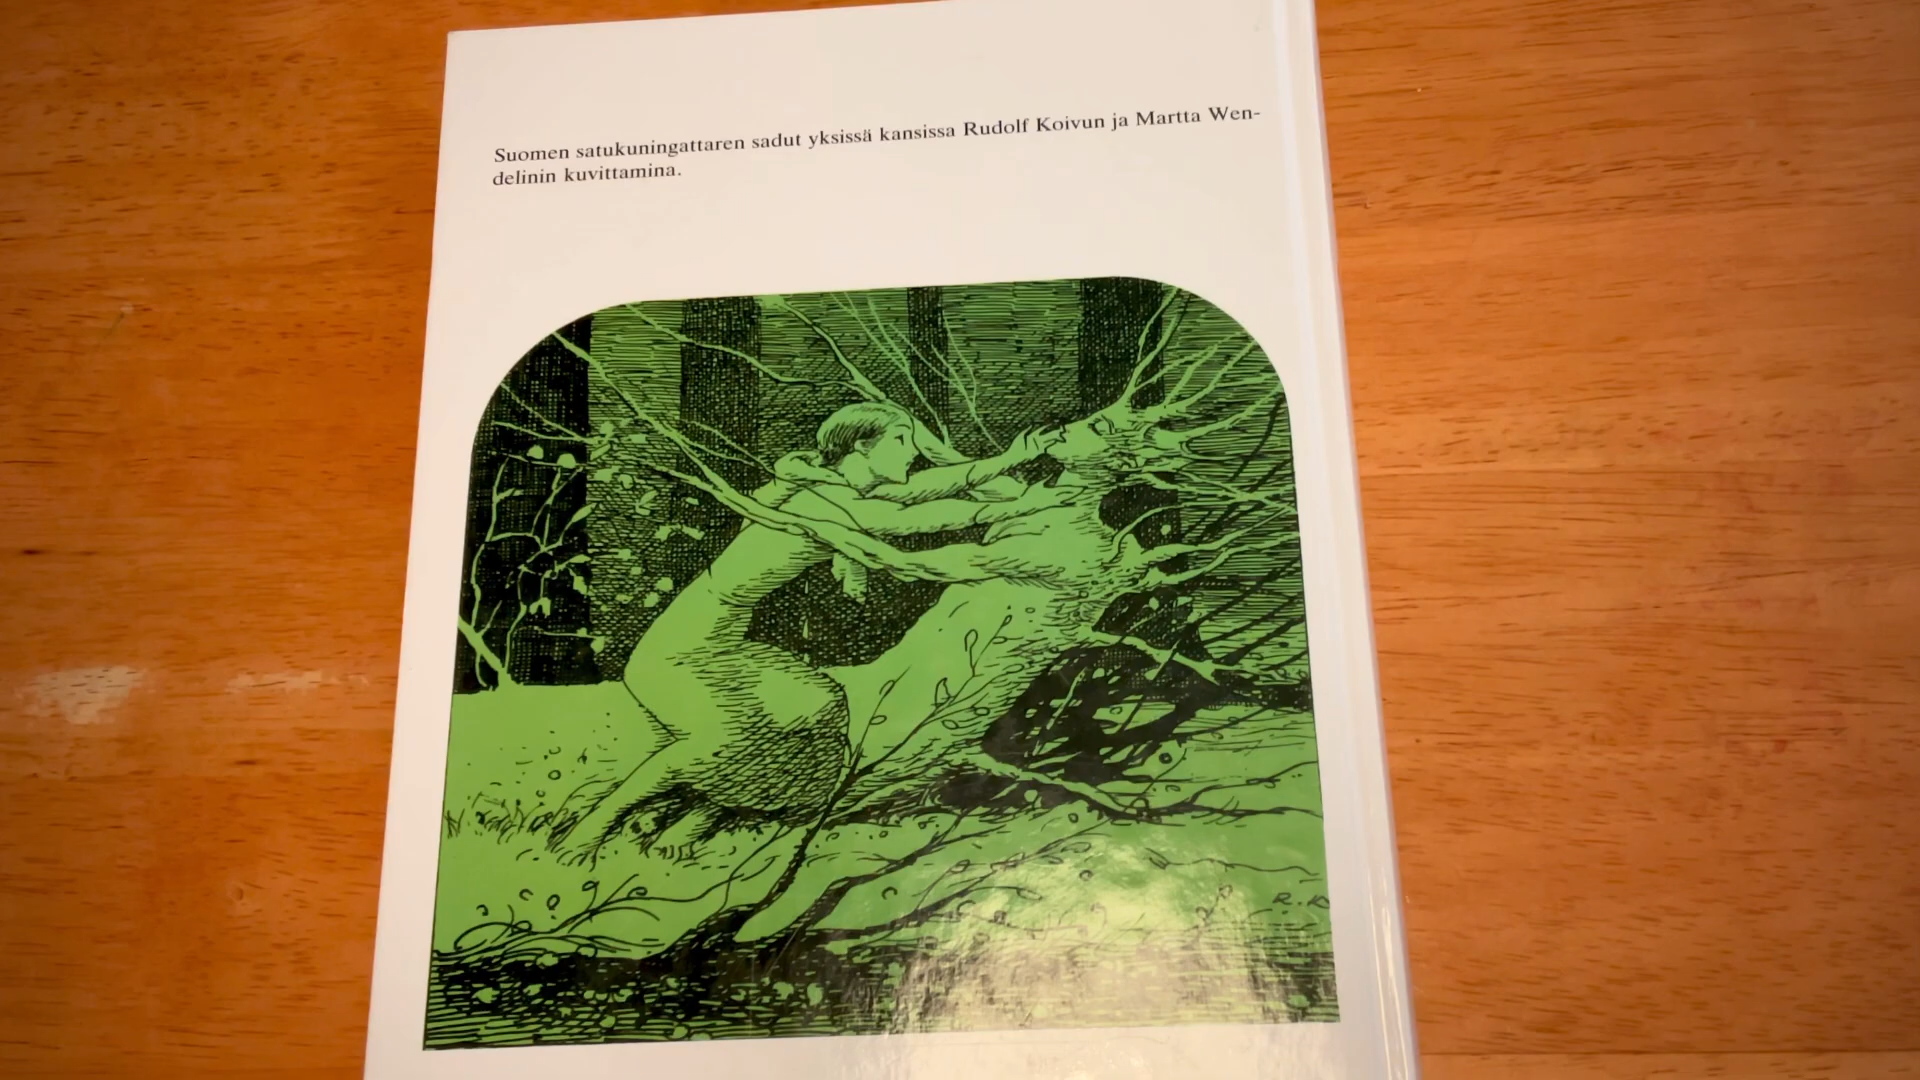 Suomen satukuningattaren sadut yksissä kansissa Rudolf Koivun ja Martta Wen-
delinin kuvittamina.
R.K